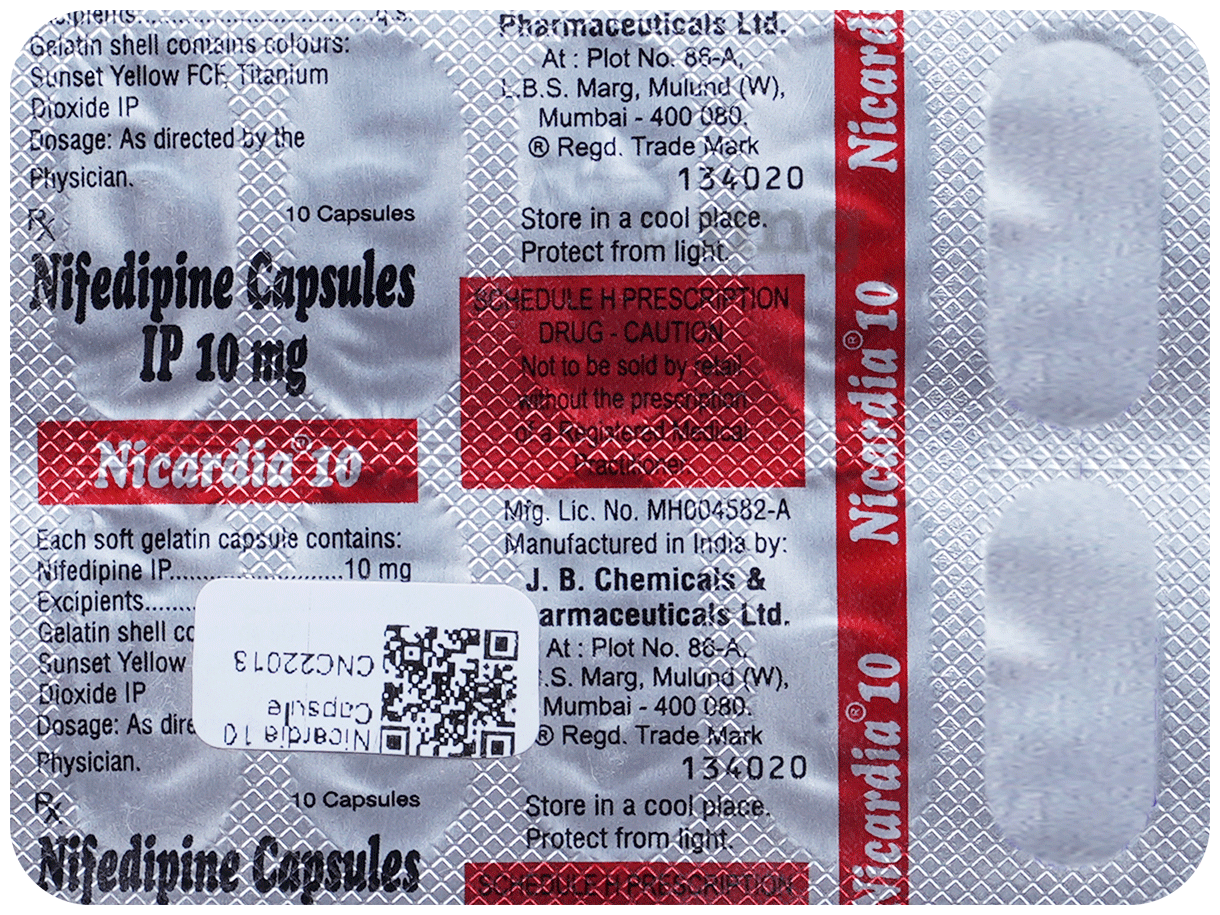 Excipients..............................q.s.
Gelatin shell contains colours:
Sunset Yellow FCF, Titanium
Dioxide IP
Dosage: As directed by the
Physician.
Rx
10 Capsules
Nifedipine Capsules
IP 10 mg
Nicardia® 10
Each soft gelatin capsule contains:
Nifedipine IP..........................10 mg
Excipients.......
Gelatin shell co
Sunset Yellow
Dioxide IP
Dosage: As dire
Physician.
Rx
10 Capsules
Nifedipine Capsules
Nicardia 10
Capsule
CNC22013
Pharmaceuticals Ltd.
At : Plot No. 86-A,
L.B.S. Marg, Mulund (W),
Mumbai - 400 080.
® Regd. Trade Mark
134020
Store in a cool place.
Protect from light.
SCHEDULE H PRESCRIPTION
DRUG - CAUTION
Not to be sold by retail
without the prescription
of a Registered Medical
Practitioner.
Mfg. Lic. No. MH004582-A
Manufactured in India by:
J. B. Chemicals &
armaceuticals Ltd.
At : Plot No. 86-A,
.S. Marg, Mulund (W),
Mumbai - 400 080.
® Regd. Trade Mark
134020
Store in a cool place.
Protect from light.
SCHEDULE H PRESCRIPTION
Nicardi
Nicardia® 10
Nicardia® 10
mg